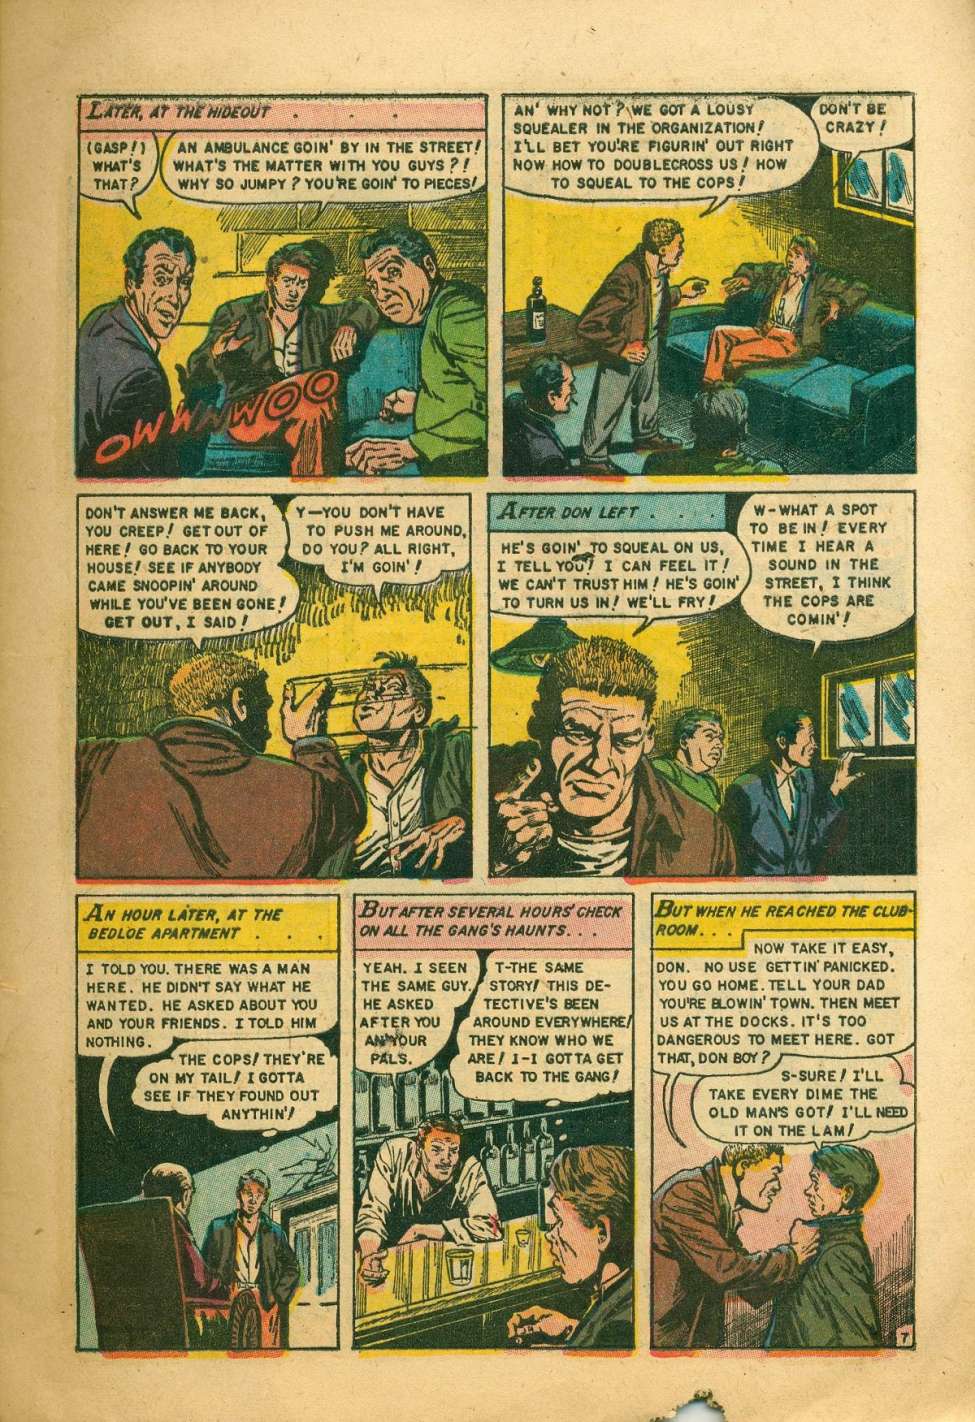 LATER, AT THE HIDEOUT . . . .
(GASP!)
WHAT'S
THAT?
AN AMBULANCE GOIN' BY IN THE STREET!
WHAT'S THE MATTER WITH YOU GUYS?!
WHY SO JUMPY? YOU'RE GOIN' TO PIECES!
OWWWWOOO
AN' WHY NOT? WE GOT A LOUSY
SQUEALER IN THE ORGANIZATION!
I'LL BET YOU'RE FIGURIN' OUT RIGHT
NOW HOW TO DOUBLECROSS US! HOW
TO SQUEAL TO THE COPS!
DON'T BE
CRAZY!
DON'T ANSWER ME BACK,
YOU CREEP! GET OUT OF
HERE! GO BACK TO YOUR
HOUSE! SEE IF ANYBODY
CAME SNOOPIN' AROUND
WHILE YOU'VE BEEN GONE!
GET OUT, I SAID!
Y—YOU DON'T HAVE
TO PUSH ME AROUND,
DO YOU? ALL RIGHT,
I'M GOIN'!
AFTER DON LEFT . . . .
HE'S GOIN' TO SQUEAL ON US,
I TELL YOU! I CAN FEEL IT!
WE CAN'T TRUST HIM! HE'S GOIN'
TO TURN US IN! WE'LL FRY!
W-WHAT A SPOT
TO BE IN! EVERY
TIME I HEAR A
SOUND IN THE
STREET, I THINK
THE COPS ARE
COMIN'!
AN HOUR LATER, AT THE
BEDLOE APARTMENT . . .
I TOLD YOU. THERE WAS A MAN
HERE. HE DIDN'T SAY WHAT HE
WANTED. HE ASKED ABOUT YOU
AND YOUR FRIENDS. I TOLD HIM
NOTHING.
THE COPS! THEY'RE
ON MY TAIL! I GOTTA
SEE IF THEY FOUND OUT
ANYTHIN'!
BUT AFTER SEVERAL HOURS' CHECK
ON ALL THE GANG'S HAUNTS. . .
YEAH. I SEEN
THE SAME GUY.
HE ASKED
AFTER YOU
AN' YOUR
PALS.
T-THE SAME
STORY! THIS DE-
TECTIVE'S BEEN
AROUND EVERYWHERE!
THEY KNOW WHO WE
ARE! I-I GOTTA GET
BACK TO THE GANG!
BUT WHEN HE REACHED THE CLUB-
ROOM. . .
NOW TAKE IT EASY,
DON. NO USE GETTIN' PANICKED.
YOU GO HOME. TELL YOUR DAD
YOU'RE BLOWIN' TOWN. THEN MEET
US AT THE DOCKS. IT'S TOO
DANGEROUS TO MEET HERE. GOT
THAT, DON BOY?
S-SURE! I'LL
TAKE EVERY DIME THE
OLD MAN'S GOT! I'LL NEED
IT ON THE LAM!
7